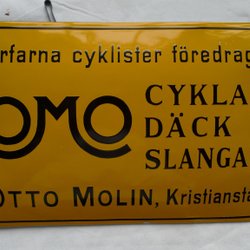 rfarna cyklister föredrag
OMO
CYKLA
DÄCK
SLANGA
OTTO MOLIN, Kristiansta